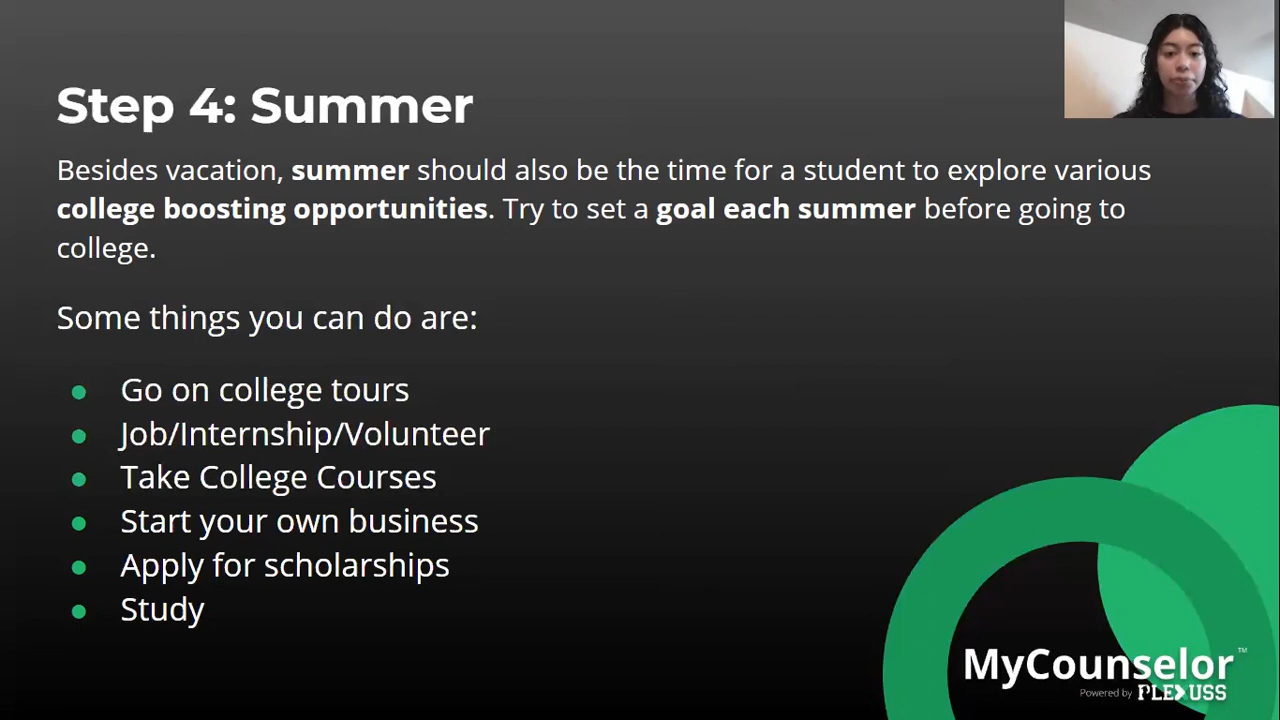 Step 4: Summer
Besides vacation, summer should also be the time for a student to explore various
college boosting opportunities. Try to set a goal each summer before going to
college.
Some things you can do are:
● Go on college tours
● Job/Internship/Volunteer
● Take College Courses
● Start your own business
● Apply for scholarships
● Study
MyCounselor™
Powered by PLEXUSS